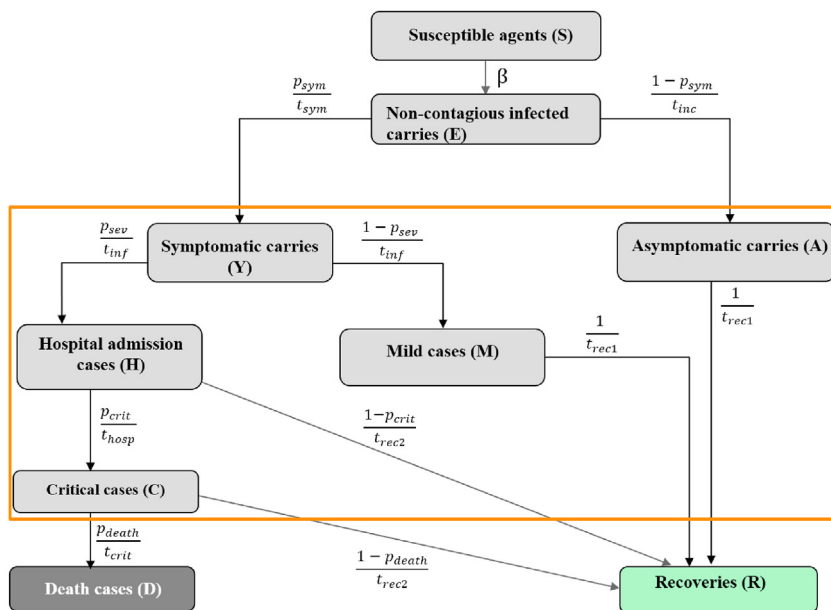 Susceptible agents (S)
β
p_sym / t_sym
Non-contagious infected
carries (E)
1 − p_sym / t_inc
p_sev / t_inf
Symptomatic carries
(Y)
1 − p_sev / t_inf
Asymptomatic carries (A)
Hospital admission
cases (H)
Mild cases (M)
1 / t_rec1
1 / t_rec1
p_crit / t_hosp
1−p_crit / t_rec2
Critical cases (C)
p_death / t_crit
1 − p_death / t_rec2
Death cases (D)
Recoveries (R)